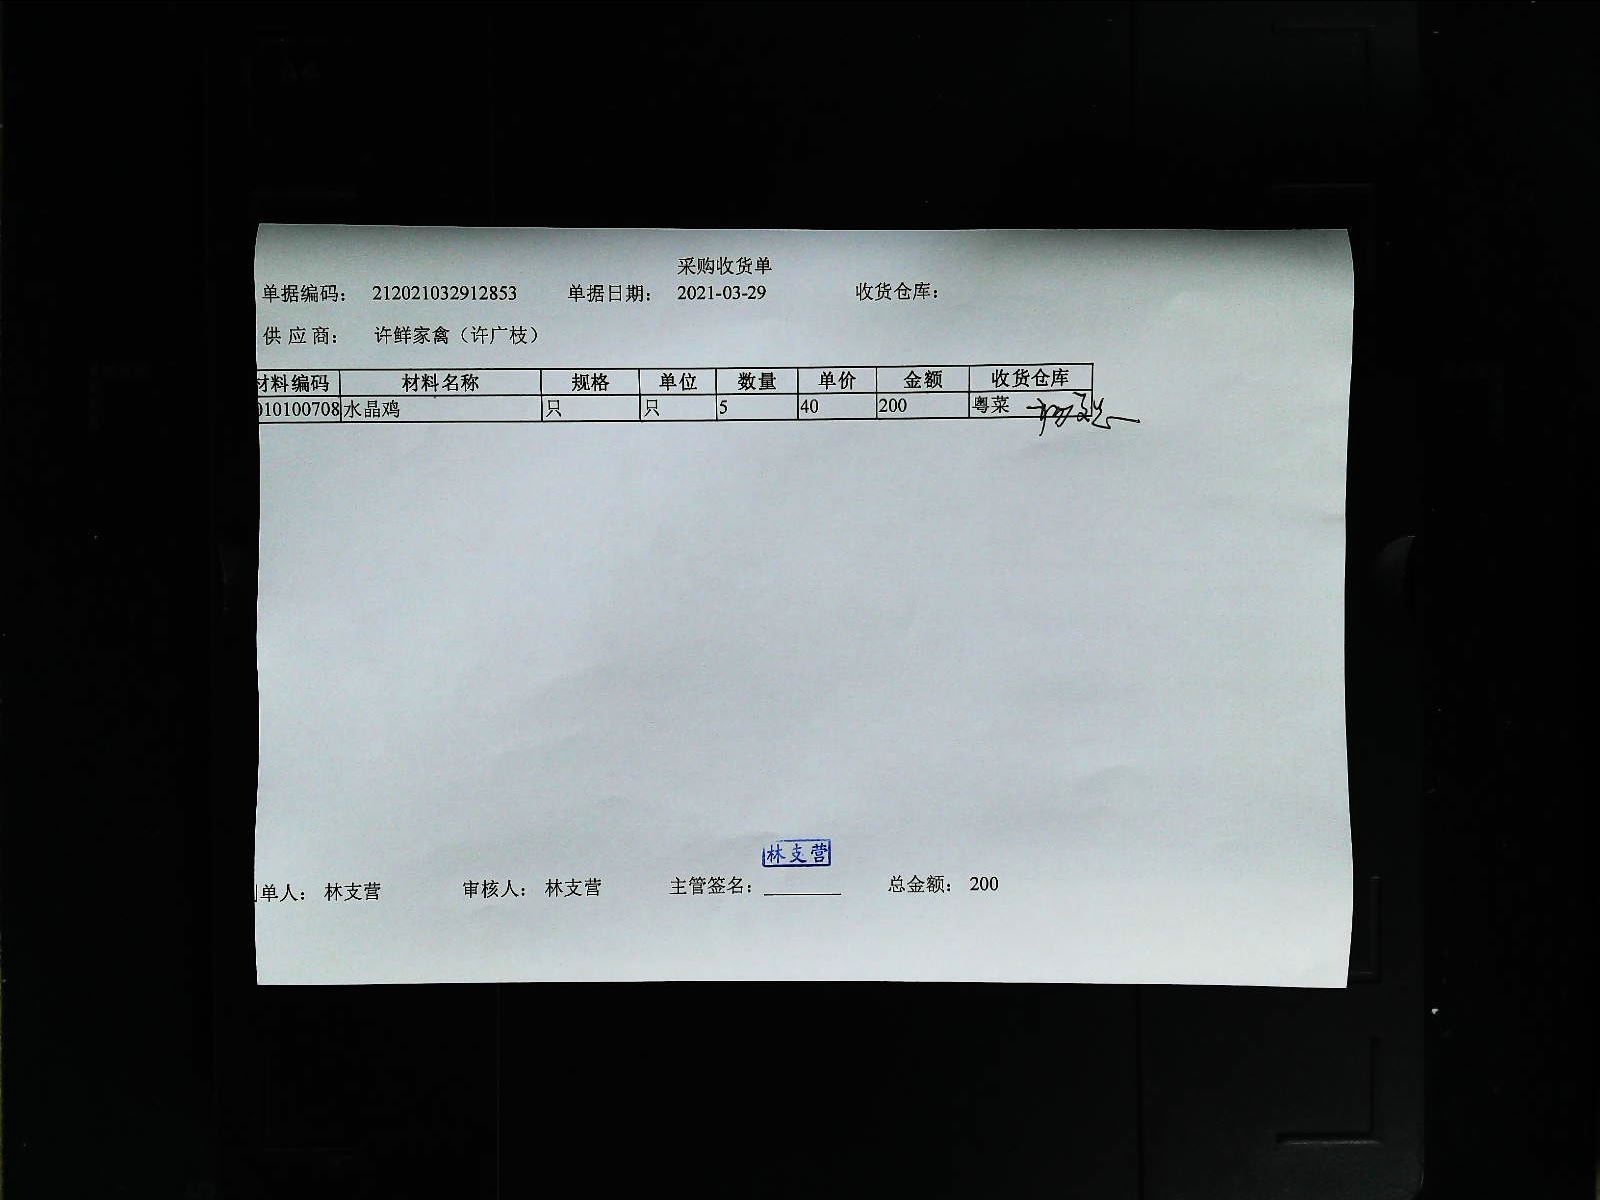 采购收货单
单据编码： 212021032912853 单据日期： 2021-03-29 收货仓库：
供 应 商： 许鲜家禽（许广枝）
材料编码 材料名称 规格 单位 数量 单价 金额 收货仓库
010100708 水晶鸡 只 只 5 40 200 粤菜
林支营
单人： 林支营 审核人： 林支营 主管签名： 总金额： 200